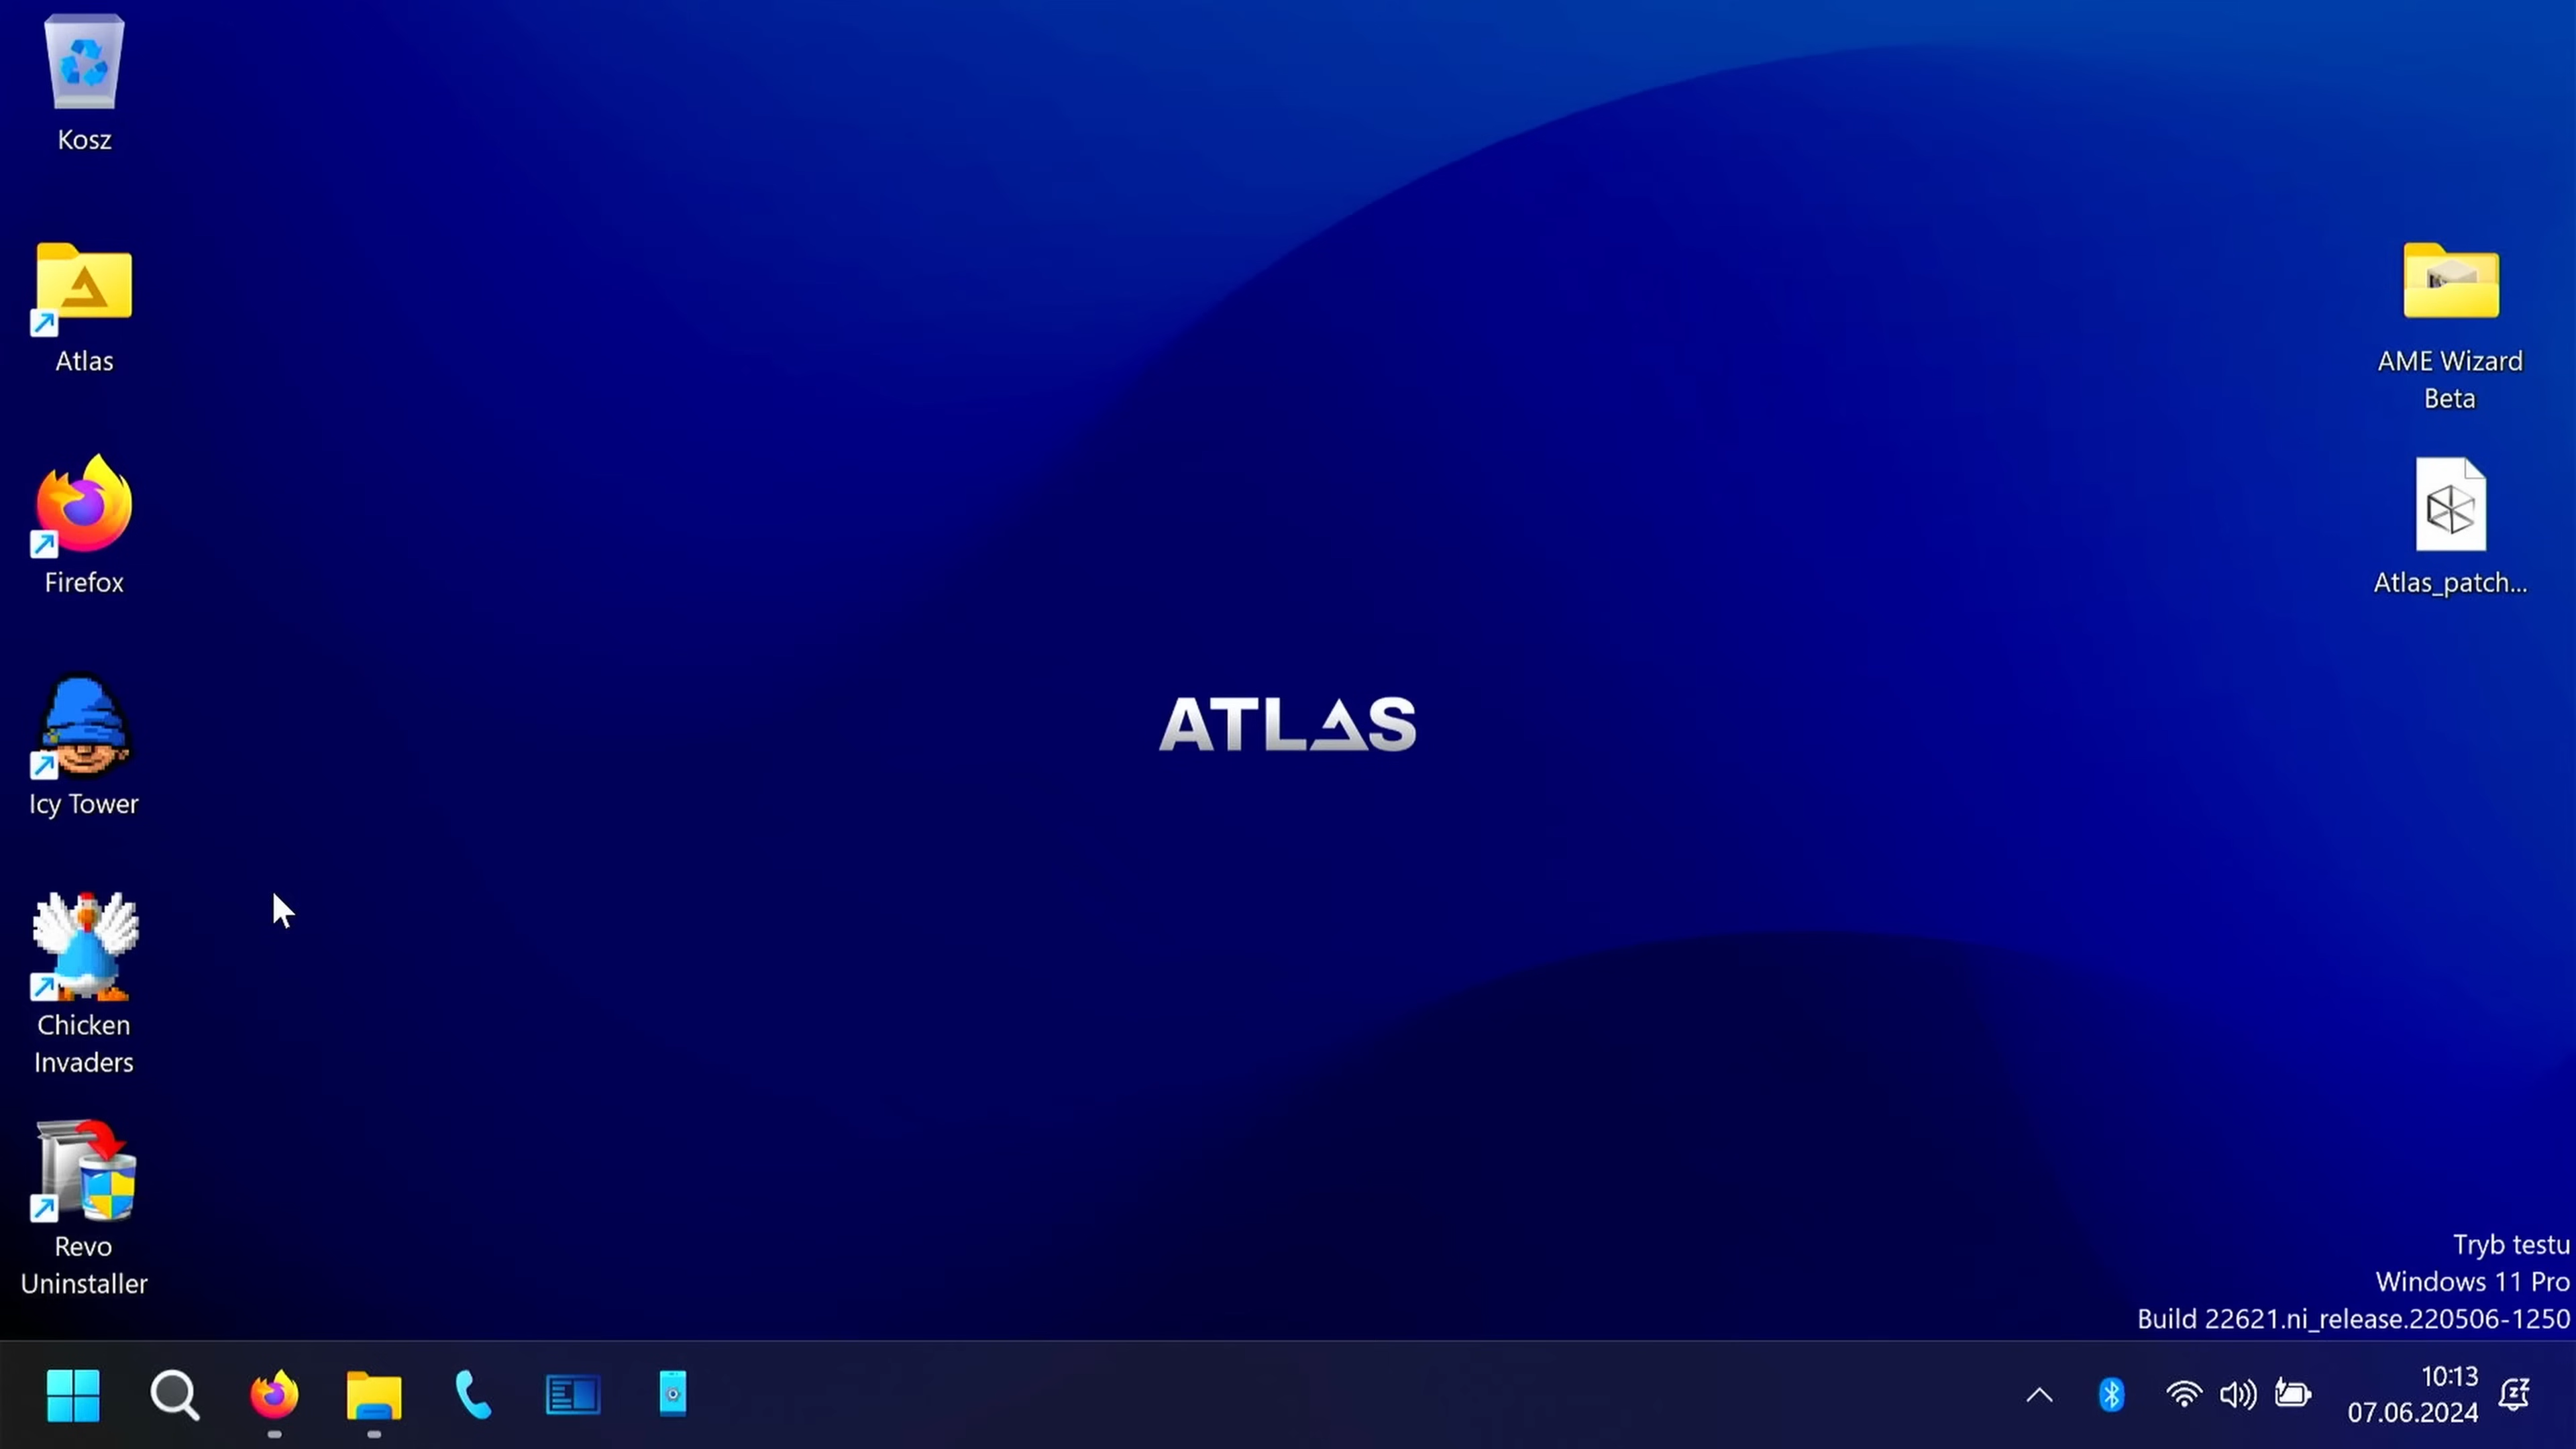 Kosz
Atlas
Firefox
Icy Tower
Chicken
Invaders
Revo
Uninstaller
ATLAS
AME Wizard
Beta
Atlas_patch...
Tryb testu
Windows 11 Pro
Build 22621.ni_release.220506-1250
10:13
07.06.2024